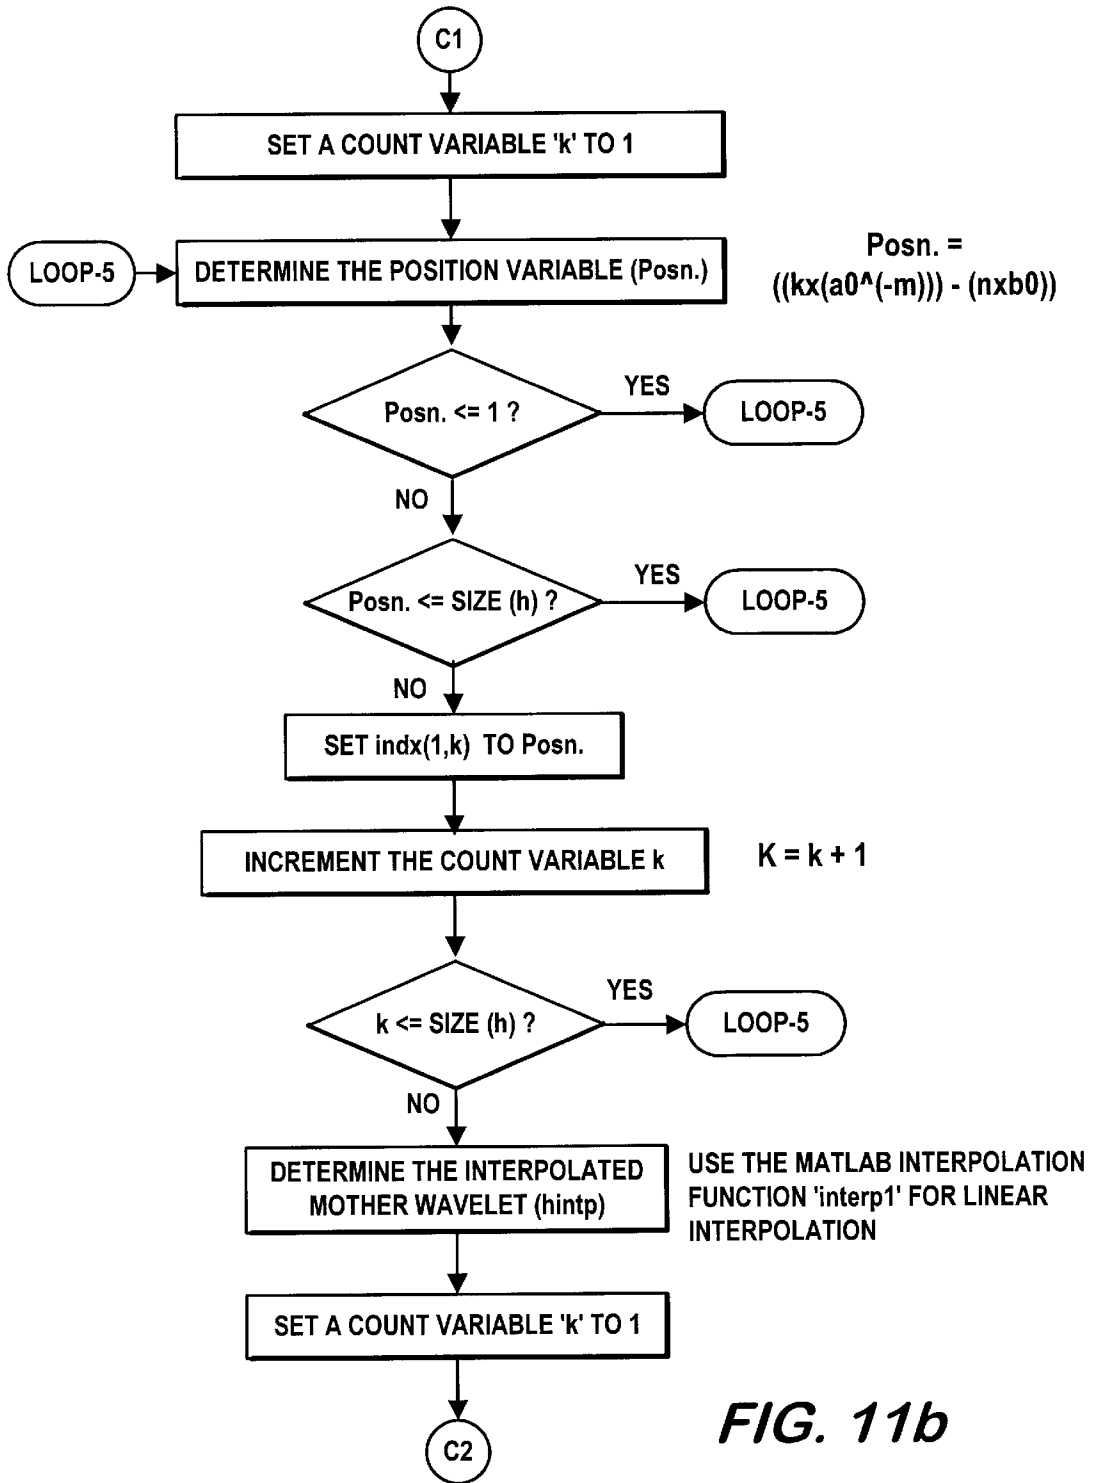 C1
SET A COUNT VARIABLE 'k' TO 1
LOOP-5
DETERMINE THE POSITION VARIABLE (Posn.)
Posn. =
((kx(a0^(-m))) - (nxb0))
Posn. <= 1 ?
YES
LOOP-5
NO
Posn. <= SIZE (h) ?
YES
LOOP-5
NO
SET indx(1,k) TO Posn.
INCREMENT THE COUNT VARIABLE k
K = k + 1
k <= SIZE (h) ?
YES
LOOP-5
NO
DETERMINE THE INTERPOLATED
MOTHER WAVELET (hintp)
USE THE MATLAB INTERPOLATION
FUNCTION 'interp1' FOR LINEAR
INTERPOLATION
SET A COUNT VARIABLE 'k' TO 1
C2
FIG. 11b